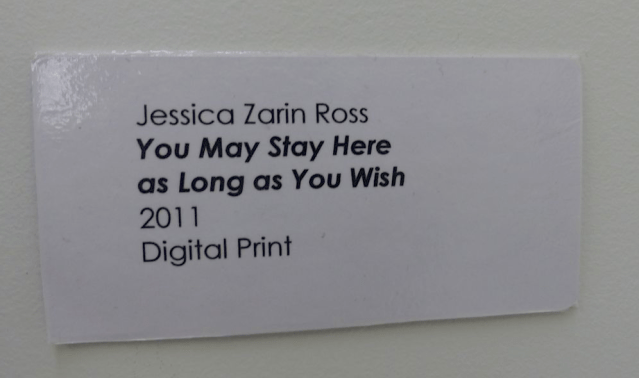 Jessica Zarin Ross
You May Stay Here
as Long as You Wish
2011
Digital Print